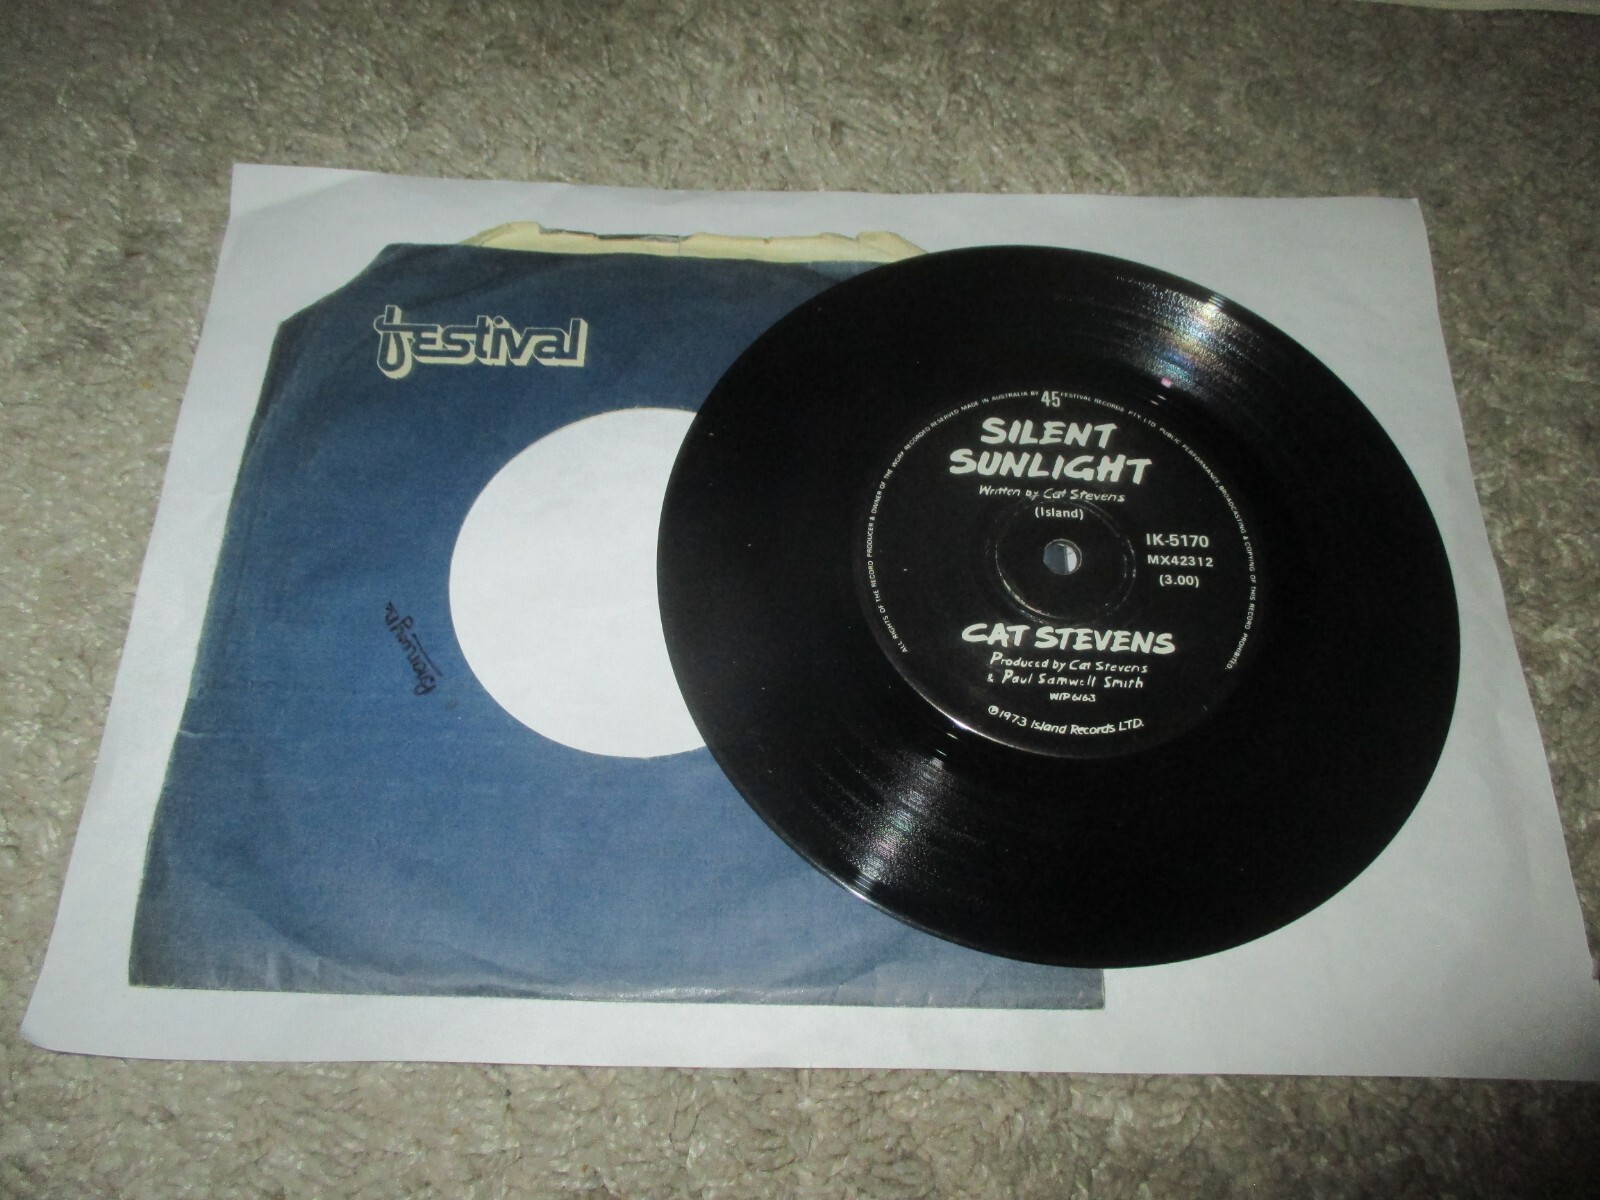 festival
45
ALL RIGHTS OF THE RECORD PRODUCER & OWNER OF THE WORK RECORDED RESERVED MADE IN AUSTRALIA BY FESTIVAL RECORDS PTY. LTD. PUBLIC PERFORMANCE, BROADCASTING & COPYING OF THIS RECORD PROHIBITED.
SILENT
SUNLIGHT
Written by Cat Stevens
(Island)
IK-5170
MX42312
(3.00)
CAT STEVENS
Produced by Cat Stevens
& Paul Samwell Smith
WIP 6163
℗1973 Island Records LTD.